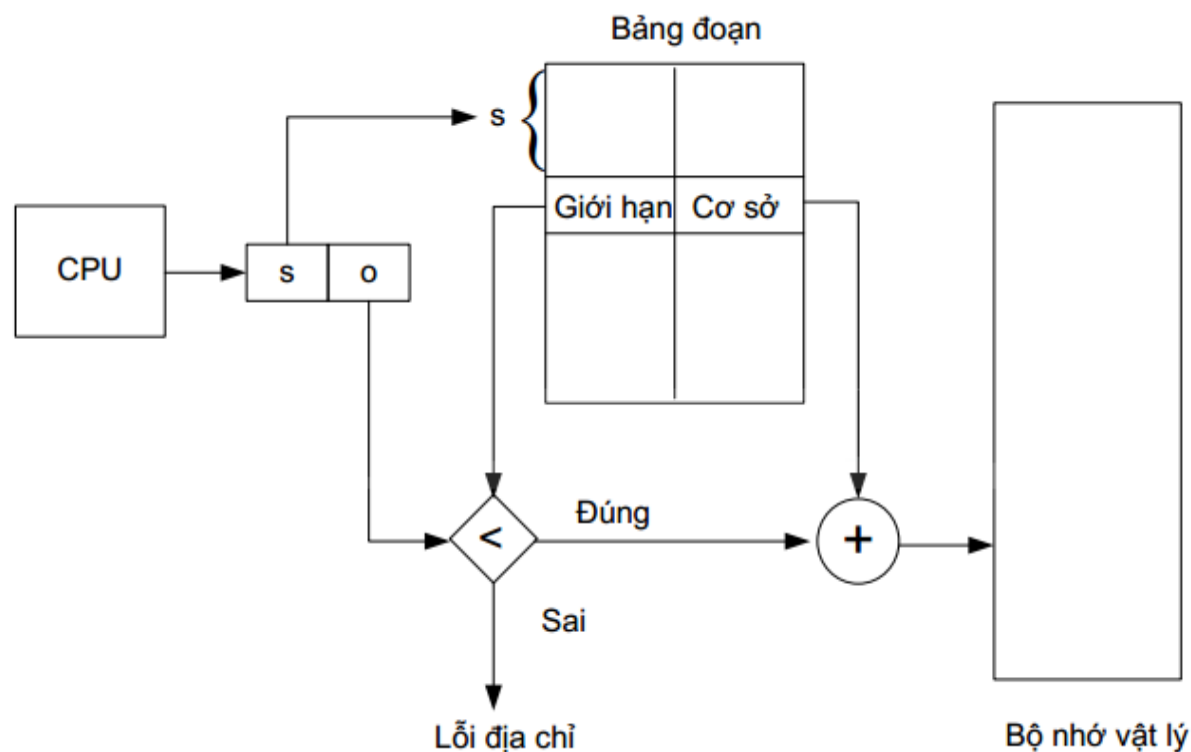 Bảng đoạn
s
Giới hạn Cơ sở
CPU
s o
<
Đúng
+
Sai
Lỗi địa chỉ
Bộ nhớ vật lý